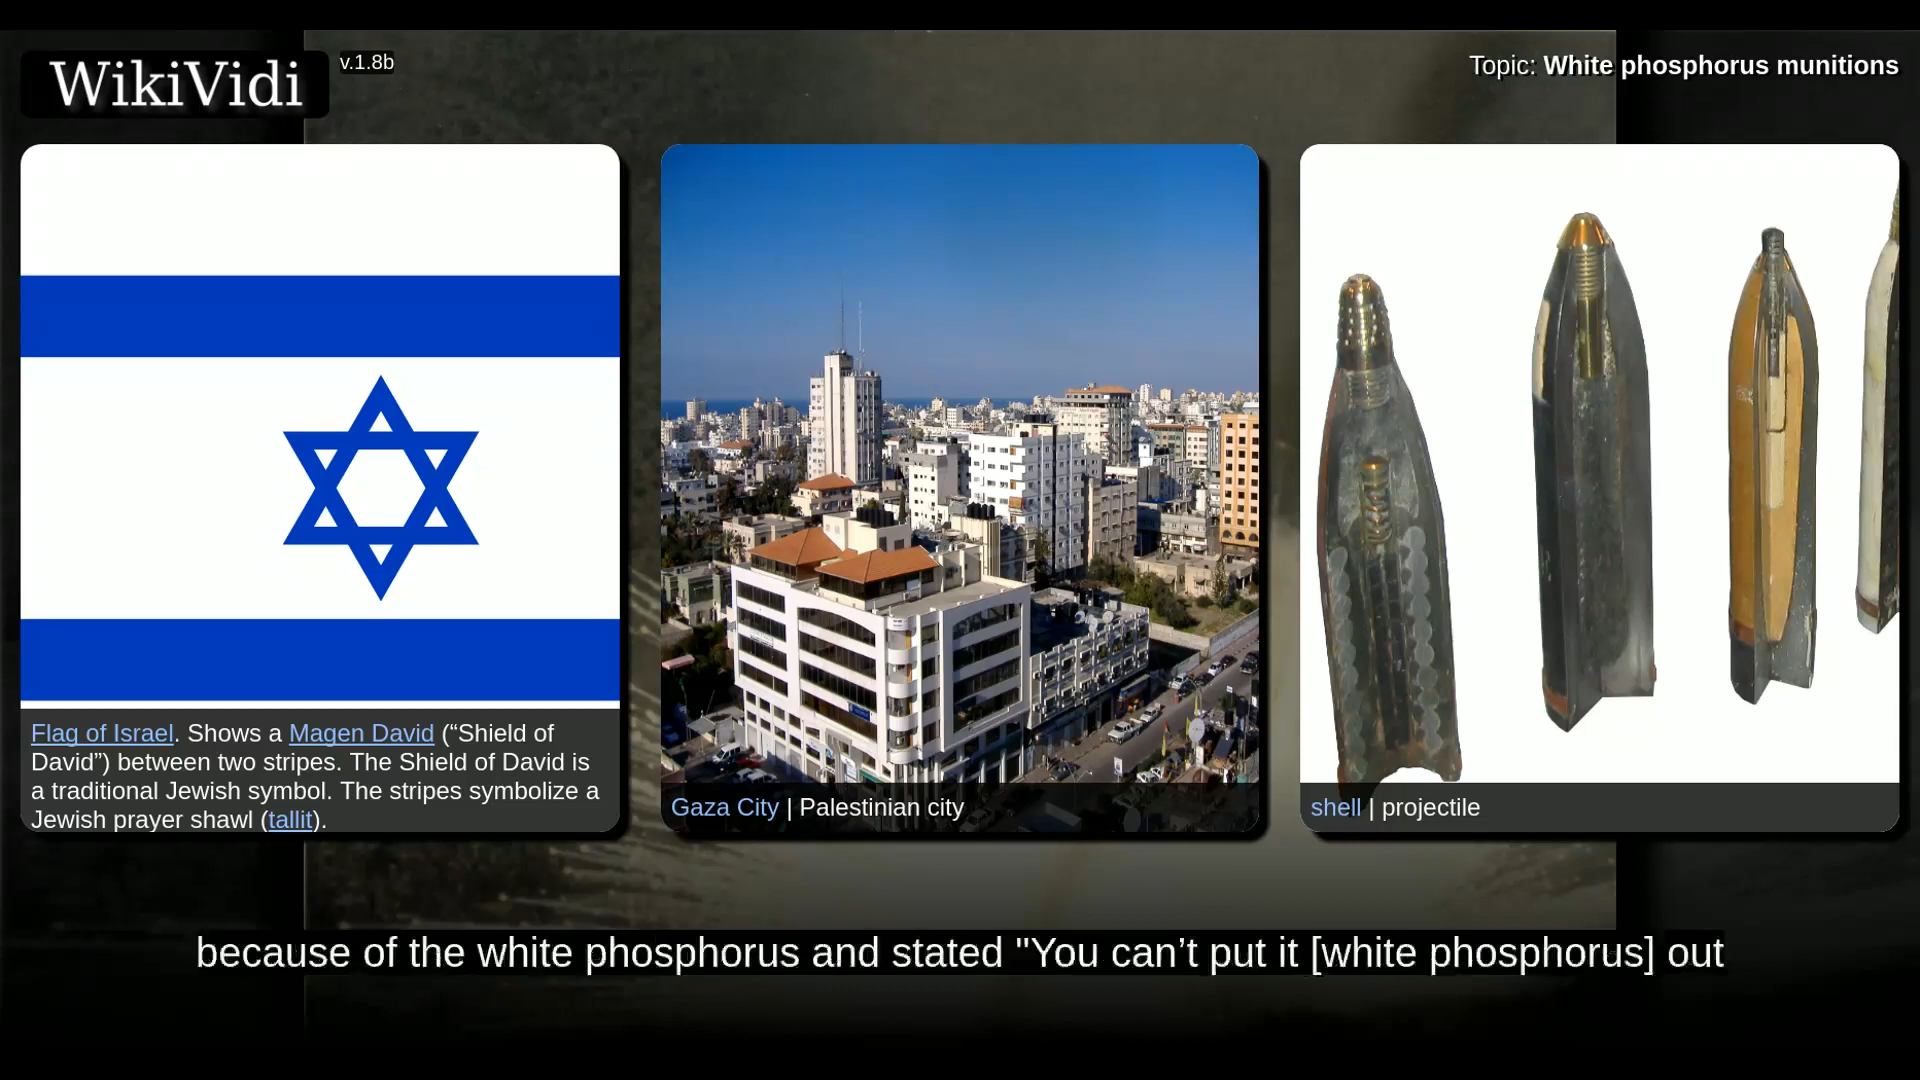 WikiVidi
v.1.8b
Topic: White phosphorus munitions
Flag of Israel. Shows a Magen David (“Shield of
David”) between two stripes. The Shield of David is
a traditional Jewish symbol. The stripes symbolize a
Jewish prayer shawl (tallit).
Gaza City | Palestinian city
shell | projectile
because of the white phosphorus and stated "You can’t put it [white phosphorus] out